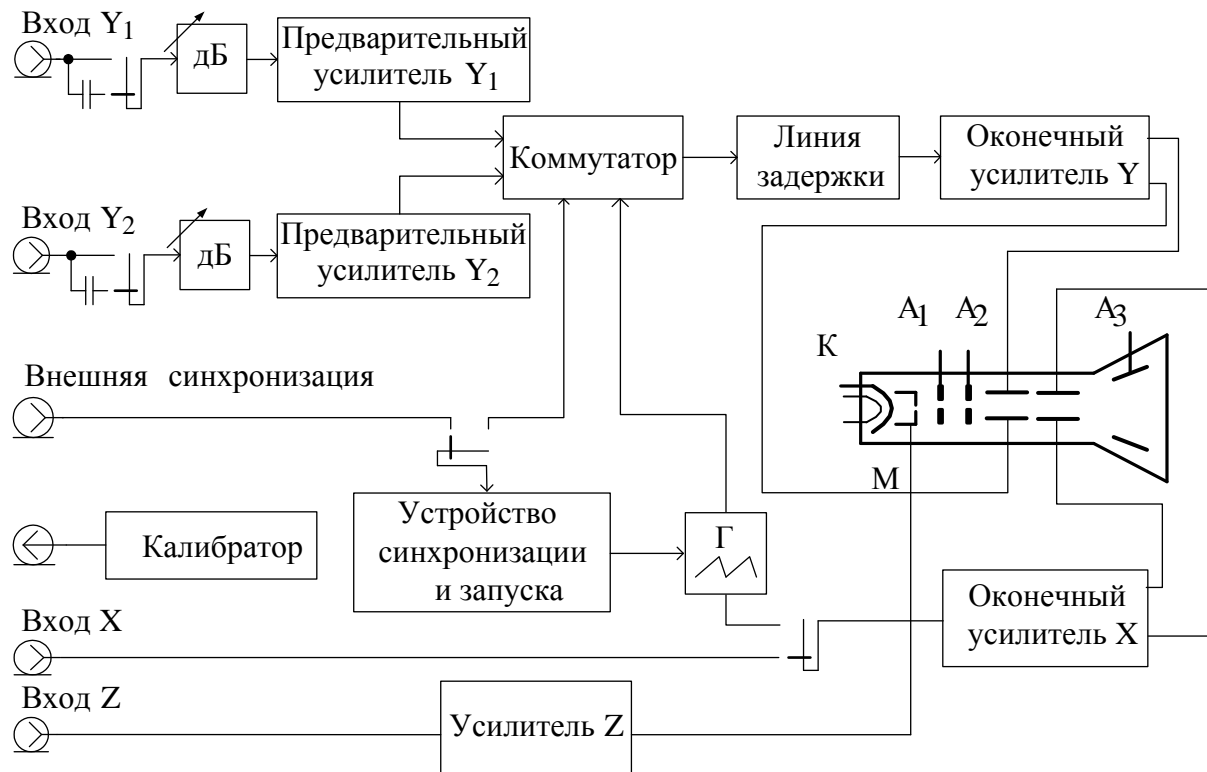 Вход Y1
дБ
Предварительный
усилитель Y1
Коммутатор
Линия
задержки
Оконечный
усилитель Y
Вход Y2
дБ
Предварительный
усилитель Y2
A1
A2
A3
К
М
Внешняя синхронизация
Устройство
синхронизации
и запуска
Г
Калибратор
Оконечный
усилитель X
Вход X
Вход Z
Усилитель Z